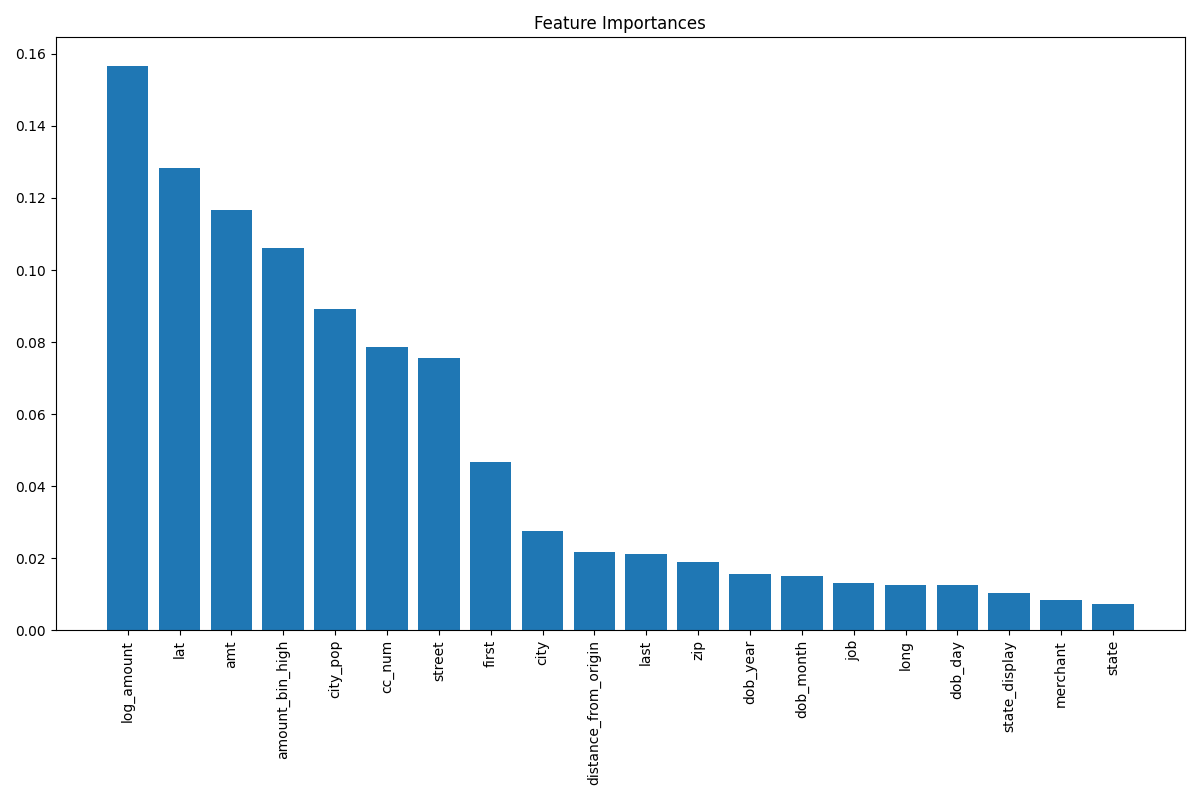 Feature Importances
0.16
0.14
0.12
0.10
0.08
0.06
0.04
0.02
0.00
log_amount
lat
amt
amount_bin_high
city_pop
cc_num
street
first
city
distance_from_origin
last
zip
dob_year
dob_month
job
long
dob_day
state_display
merchant
state